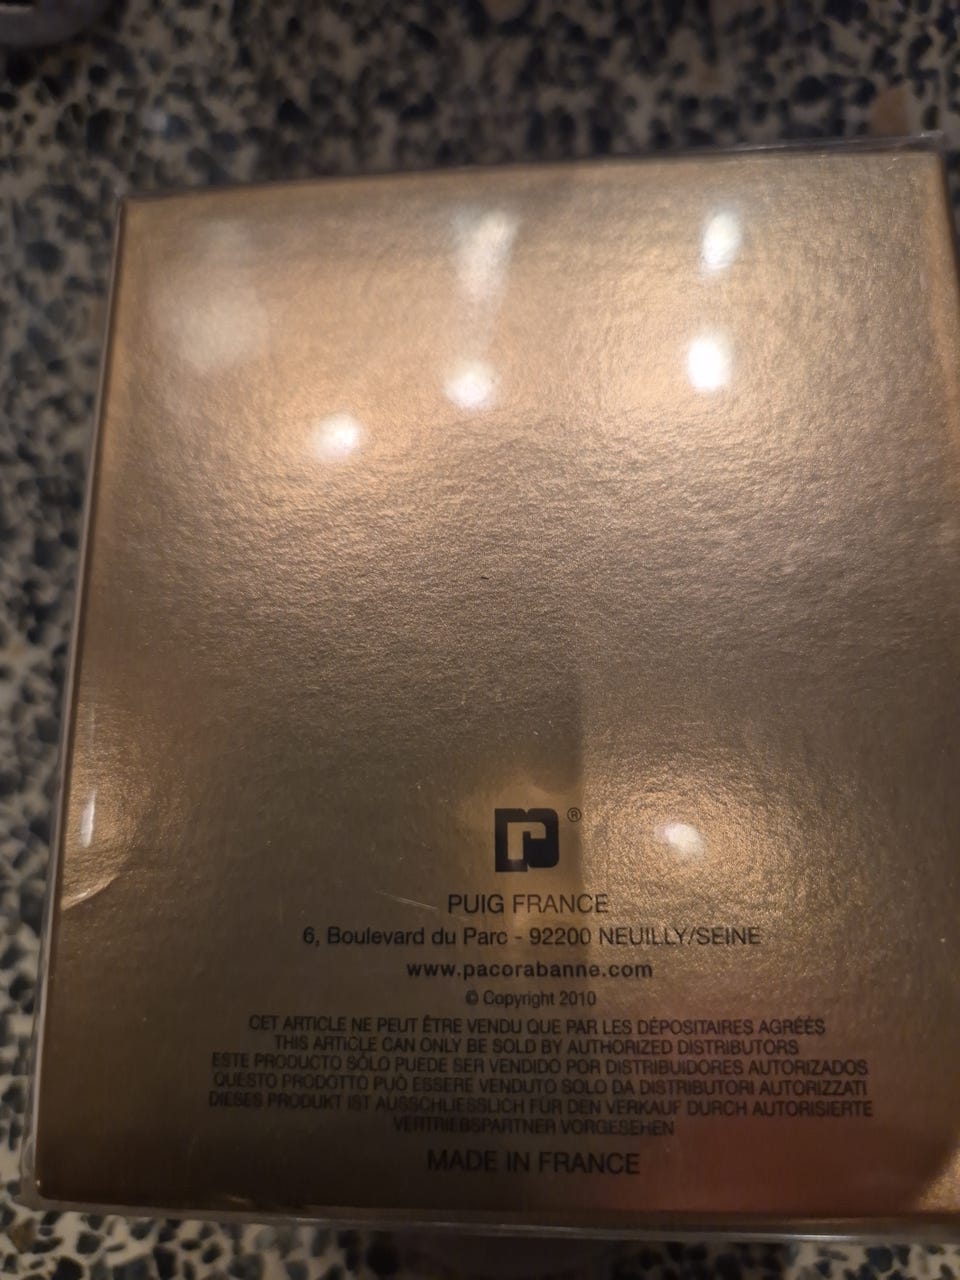 ®
PUIG FRANCE
6, Boulevard du Parc - 92200 NEUILLY/SEINE
www.pacorabanne.com
© Copyright 2010
CET ARTICLE NE PEUT ÊTRE VENDU QUE PAR LES DÉPOSITAIRES AGRÉÉS
THIS ARTICLE CAN ONLY BE SOLD BY AUTHORIZED DISTRIBUTORS
ESTE PRODUCTO SÓLO PUEDE SER VENDIDO POR DISTRIBUIDORES AUTORIZADOS
QUESTO PRODOTTO PUÒ ESSERE VENDUTO SOLO DA DISTRIBUTORI AUTORIZZATI
DIESES PRODUKT IST AUSSCHLIESSLICH FÜR DEN VERKAUF DURCH AUTORISIERTE
VERTRIEBSPARTNER VORGESEHEN
MADE IN FRANCE